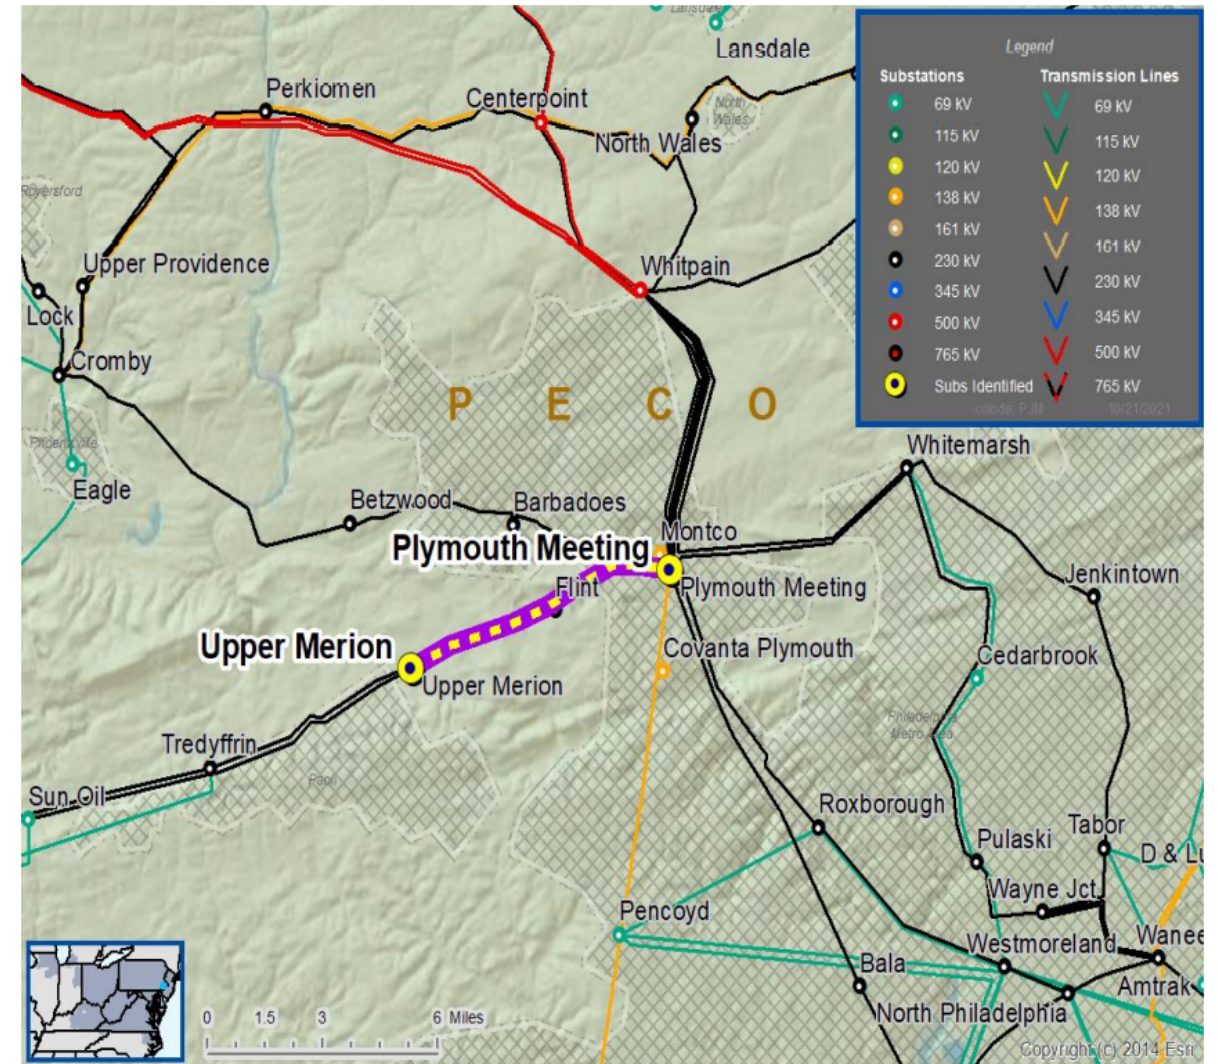 Lansdale
Lansdale
Perkiomen
Centerpoint
North
Wales
North Wales
Royersford
Upper Providence
Whitpain
Lock
Cromby
P E C O
Phoenixville
Eagle
Whitemarsh
Betzwood
Barbadoes
Montco
Plymouth Meeting
Jenkintown
Flint
Plymouth Meeting
Upper Merion
Covanta Plymouth
Cedarbrook
Upper Merion
Philadelphia
Metro Area
Tredyffrin
Paoli
Sun Oil
Roxborough
Tabor
Pulaski
D & Lu
Wayne Jct.
Pencoyd
Westmoreland
Wanee
Bala
Amtrak
North Philadelphia
0 1.5 3 6 Miles
Copyright (c) 2014 Esri
Legend
Substations Transmission Lines
69 kV 69 kV
115 kV 115 kV
120 kV 120 kV
138 kV 138 kV
161 kV 161 kV
230 kV 230 kV
345 kV 345 kV
500 kV 500 kV
765 kV 765 kV
Subs Identified
PJM 10/21/2021